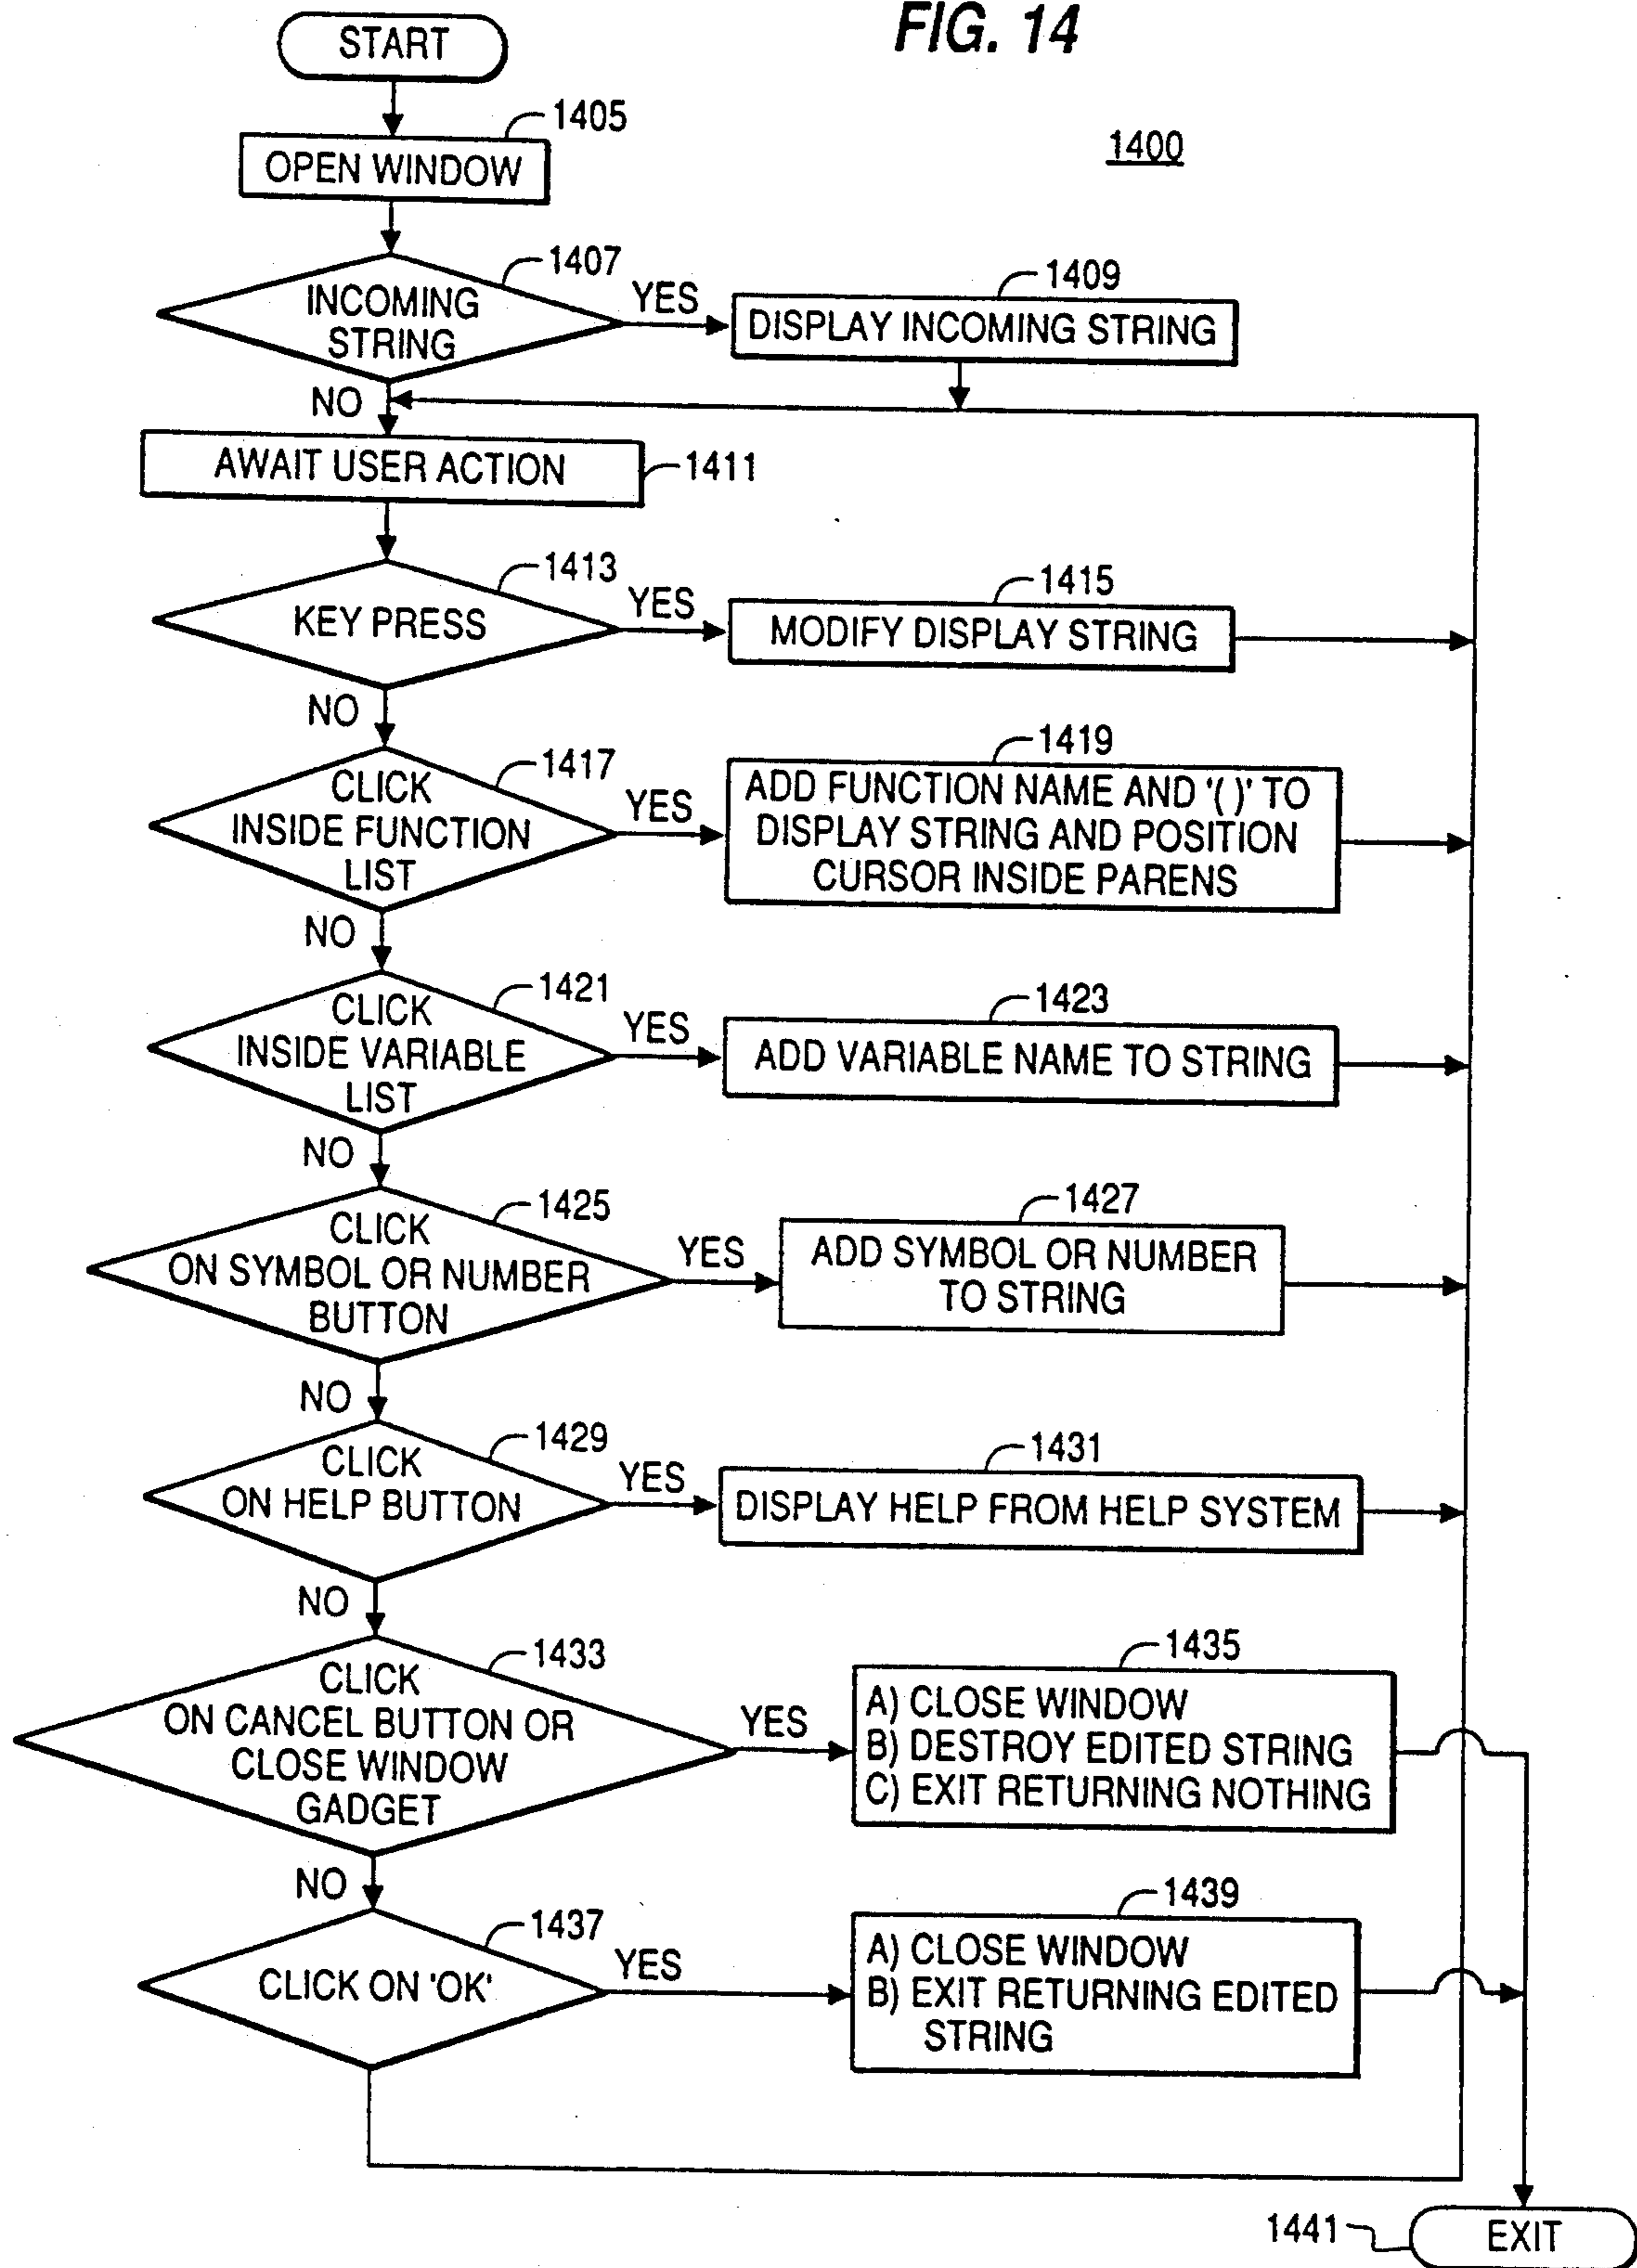 FIG. 14
START
1405
OPEN WINDOW
1400
1407
INCOMING
STRING
YES
1409
DISPLAY INCOMING STRING
NO
AWAIT USER ACTION
1411
1413
KEY PRESS
YES
1415
MODIFY DISPLAY STRING
NO
1417
CLICK
INSIDE FUNCTION
LIST
YES
1419
ADD FUNCTION NAME AND '( )' TO
DISPLAY STRING AND POSITION
CURSOR INSIDE PARENS
NO
1421
CLICK
INSIDE VARIABLE
LIST
YES
1423
ADD VARIABLE NAME TO STRING
NO
1425
CLICK
ON SYMBOL OR NUMBER
BUTTON
YES
1427
ADD SYMBOL OR NUMBER
TO STRING
NO
1429
CLICK
ON HELP BUTTON
YES
1431
DISPLAY HELP FROM HELP SYSTEM
NO
1433
CLICK
ON CANCEL BUTTON OR
CLOSE WINDOW
GADGET
YES
1435
A) CLOSE WINDOW
B) DESTROY EDITED STRING
C) EXIT RETURNING NOTHING
NO
1437
CLICK ON 'OK'
YES
1439
A) CLOSE WINDOW
B) EXIT RETURNING EDITED
STRING
1441
EXIT